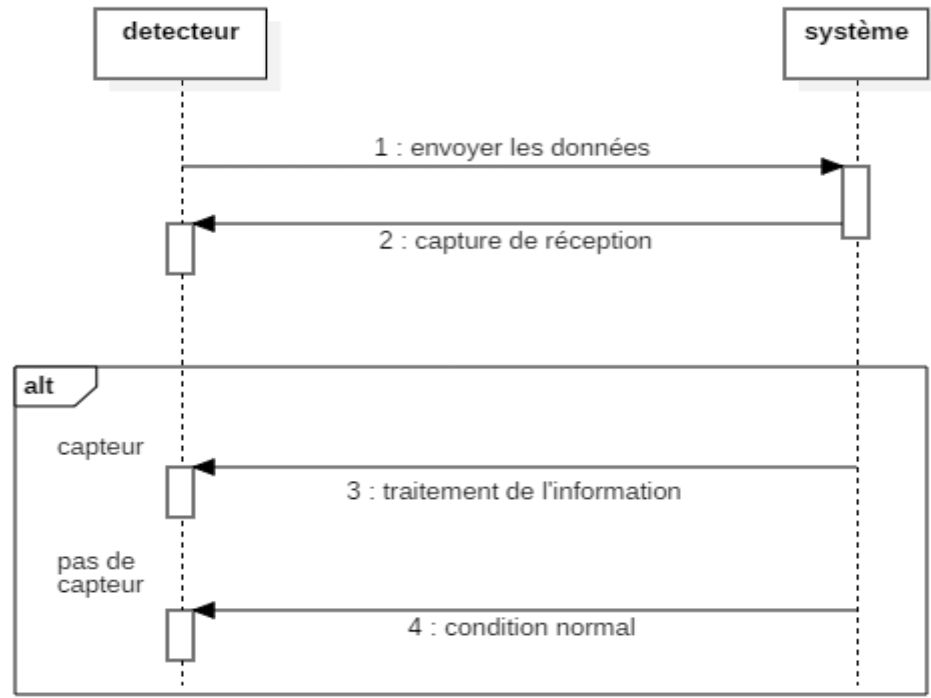 detecteur
système
1 : envoyer les données
2 : capture de réception
alt
capteur
3 : traitement de l'information
pas de
capteur
4 : condition normal